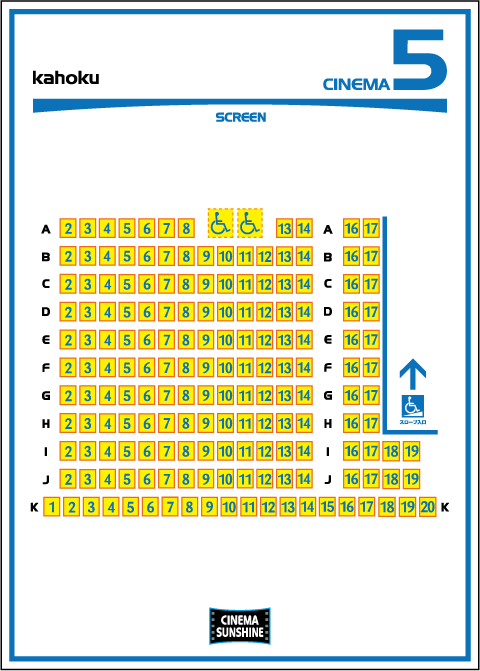 kahoku
CINEMA 5
SCREEN
A 2 3 4 5 6 7 8 13 14 A 16 17
B 2 3 4 5 6 7 8 9 10 11 12 13 14 B 16 17
C 2 3 4 5 6 7 8 9 10 11 12 13 14 C 16 17
D 2 3 4 5 6 7 8 9 10 11 12 13 14 D 16 17
E 2 3 4 5 6 7 8 9 10 11 12 13 14 E 16 17
F 2 3 4 5 6 7 8 9 10 11 12 13 14 F 16 17
G 2 3 4 5 6 7 8 9 10 11 12 13 14 G 16 17
H 2 3 4 5 6 7 8 9 10 11 12 13 14 H 16 17
スロープ入口
I 2 3 4 5 6 7 8 9 10 11 12 13 14 I 16 17 18 19
J 2 3 4 5 6 7 8 9 10 11 12 13 14 J 16 17 18 19
K 1 2 3 4 5 6 7 8 9 10 11 12 13 14 15 16 17 18 19 20 K
CINEMA
SUNSHINE